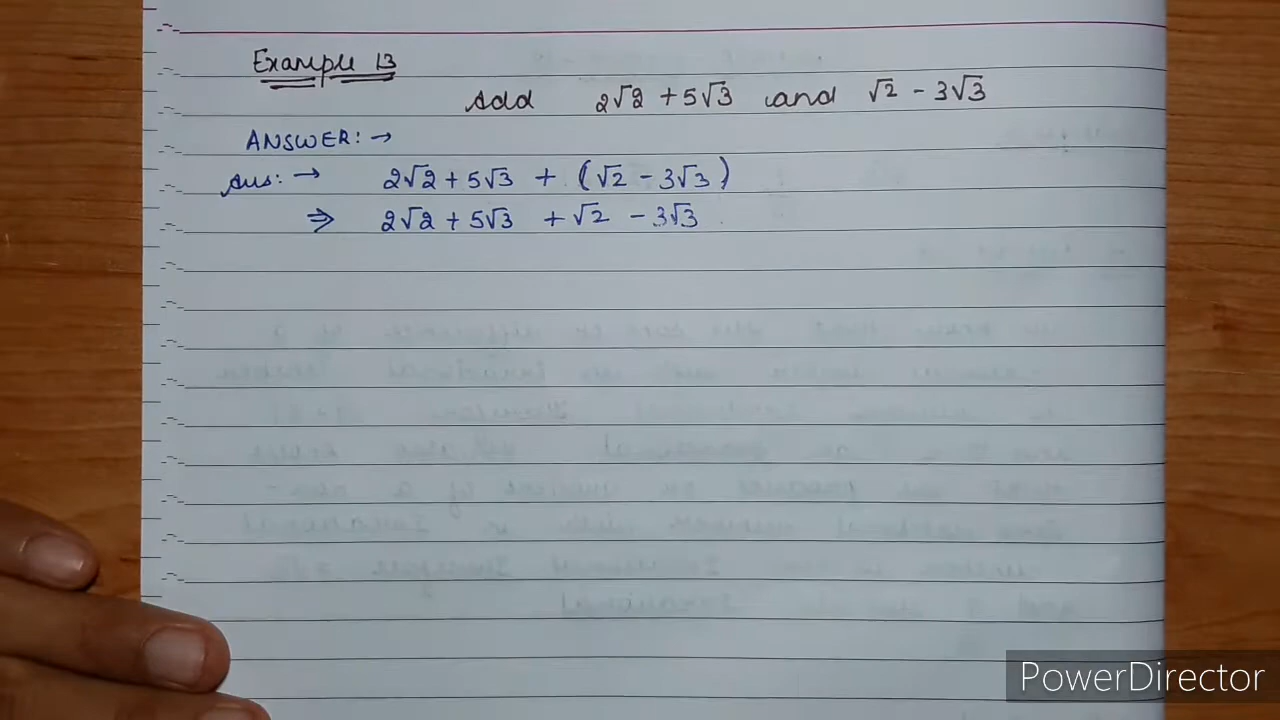 Example 13
Add 2√2 + 5√3 and √2 - 3√3
ANSWER: →
Ans: → 2√2 + 5√3 + (√2 - 3√3)
⇒ 2√2 + 5√3 + √2 - 3√3
PowerDirector